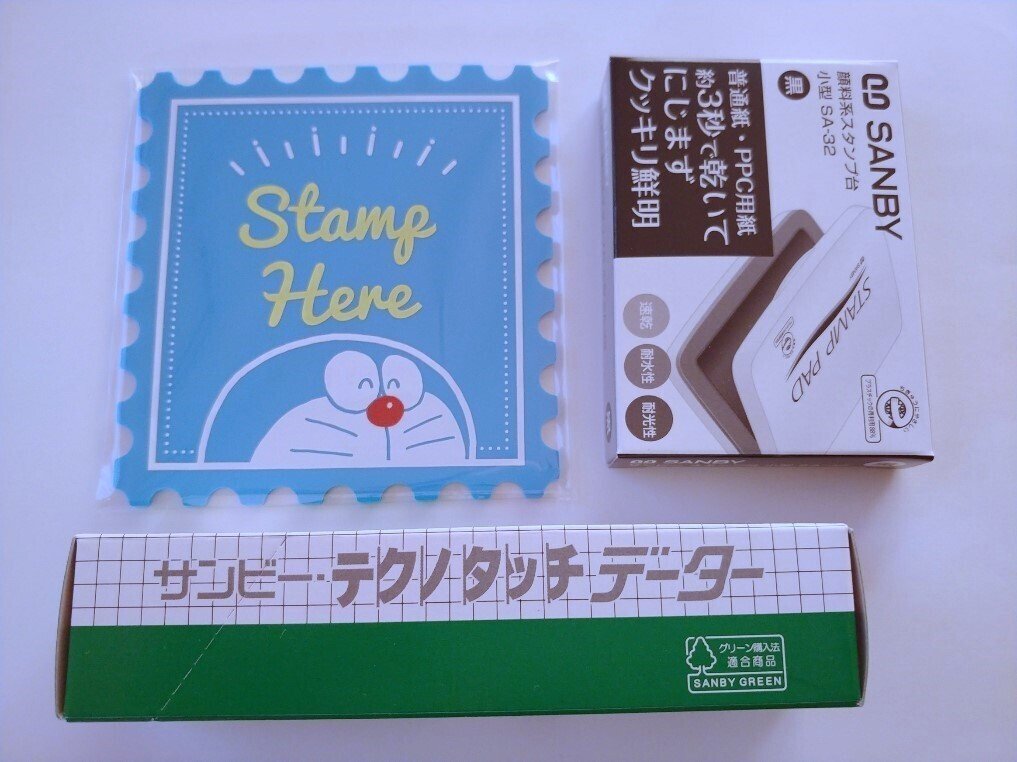 Stamp
Here
SANBY
顔料系スタンプ台
小型 SA-32
黒
普通紙・PPC用紙
約3秒で乾いて
にじまず
クッキリ鮮明
速乾
耐水性
耐光性
STAMP PAD
SANBY
サンビー・テクノタッチデーター
グリーン購入法
適合商品
SANBY GREEN